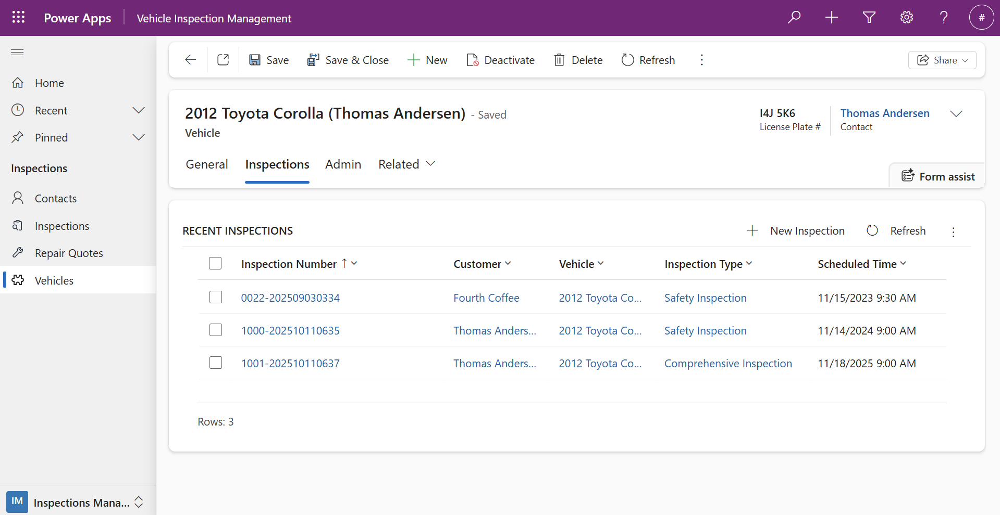 Power Apps
Vehicle Inspection Management
#
Home
Recent
Pinned
Inspections
Contacts
Inspections
Repair Quotes
Vehicles
IM Inspections Mana...
Save
Save & Close
New
Deactivate
Delete
Refresh
Share
2012 Toyota Corolla (Thomas Andersen) - Saved
Vehicle
I4J 5K6
License Plate #
Thomas Andersen
Contact
General
Inspections
Admin
Related
Form assist
RECENT INSPECTIONS
New Inspection
Refresh
Inspection Number Customer Vehicle Inspection Type Scheduled Time
0022-202509030334 Fourth Coffee 2012 Toyota Co... Safety Inspection 11/15/2023 9:30 AM
1000-202510110635 Thomas Anders... 2012 Toyota Co... Safety Inspection 11/14/2024 9:00 AM
1001-202510110637 Thomas Anders... 2012 Toyota Co... Comprehensive Inspection 11/18/2025 9:00 AM
Rows: 3